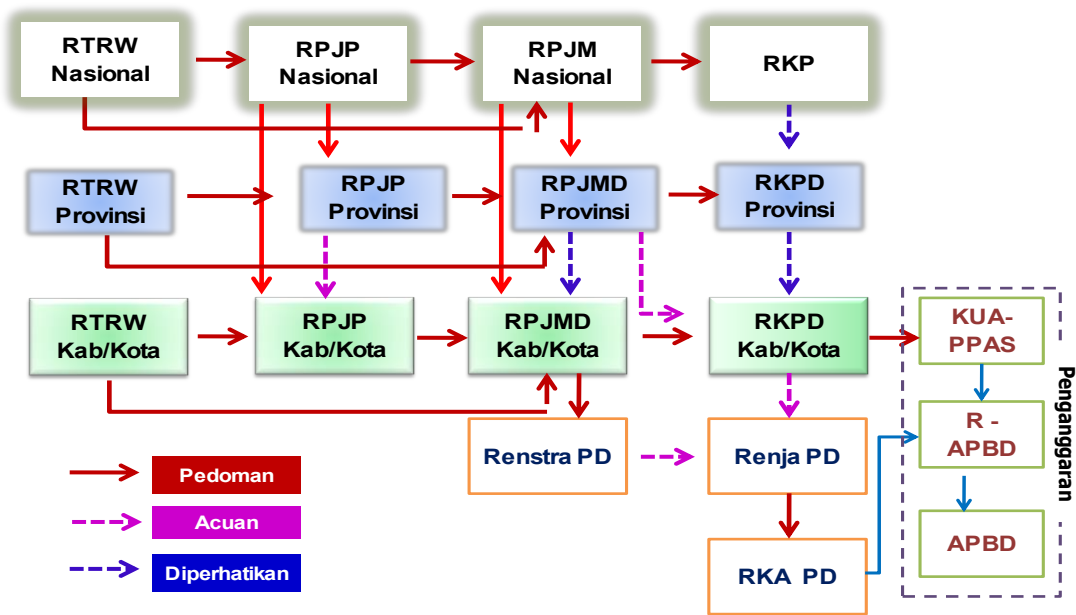 RTRW
Nasional
RPJP
Nasional
RPJM
Nasional
RKP
RTRW
Provinsi
RPJP
Provinsi
RPJMD
Provinsi
RKPD
Provinsi
RTRW
Kab/Kota
RPJP
Kab/Kota
RPJMD
Kab/Kota
RKPD
Kab/Kota
KUA-
PPAS
Renstra PD
Renja PD
R -
APBD
RKA PD
APBD
Penganggaran
Pedoman
Acuan
Diperhatikan